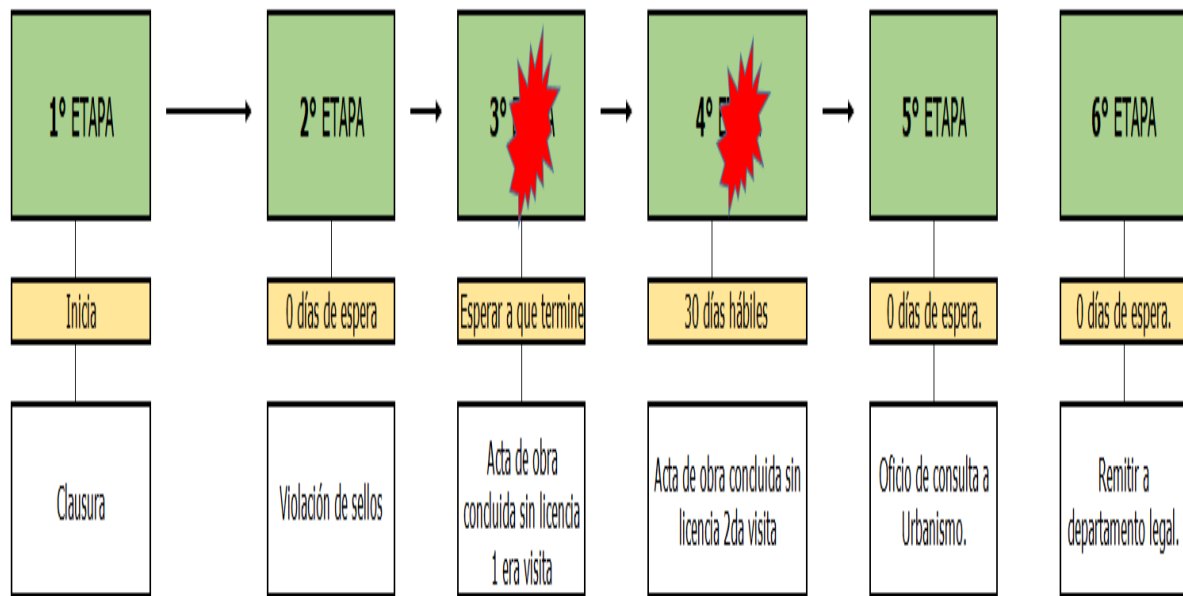 1° ETAPA
2° ETAPA
3° E
4° E
5° ETAPA
6° ETAPA
Inicia
0 días de espera
Esperar a que termine
30 días hábiles
0 días de espera.
0 días de espera.
Clausura
Violación de sellos
Acta de obra
concluida sin licencia
1 era visita
Acta de obra concluida sin
licencia 2da visita
Oficio de consulta a
Urbanismo.
Remitir a
departamento legal.